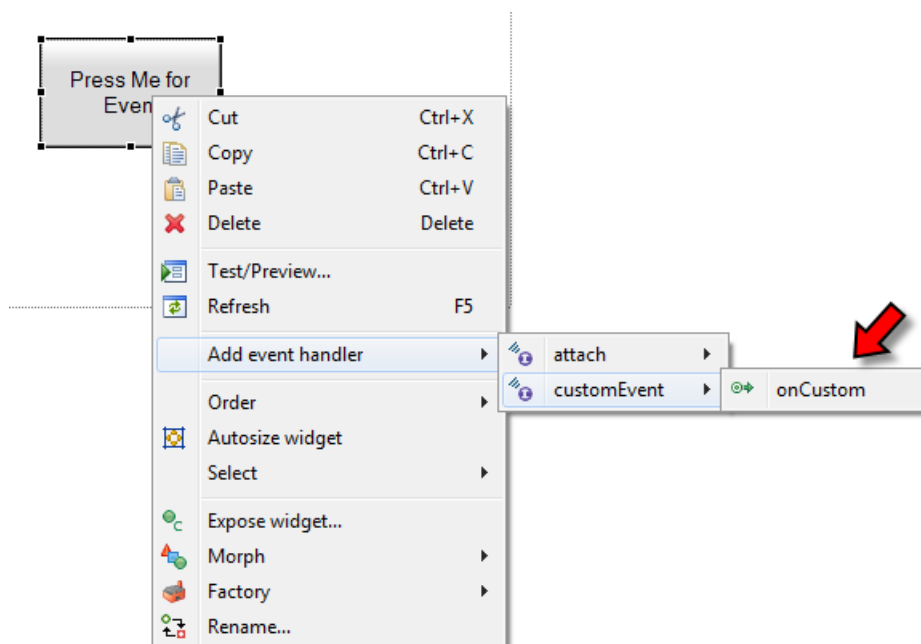 Press Me for
Even
Cut Ctrl+X
Copy Ctrl+C
Paste Ctrl+V
Delete Delete
Test/Preview...
Refresh F5
Add event handler
attach
customEvent
onCustom
Order
Autosize widget
Select
Expose widget...
Morph
Factory
Rename...